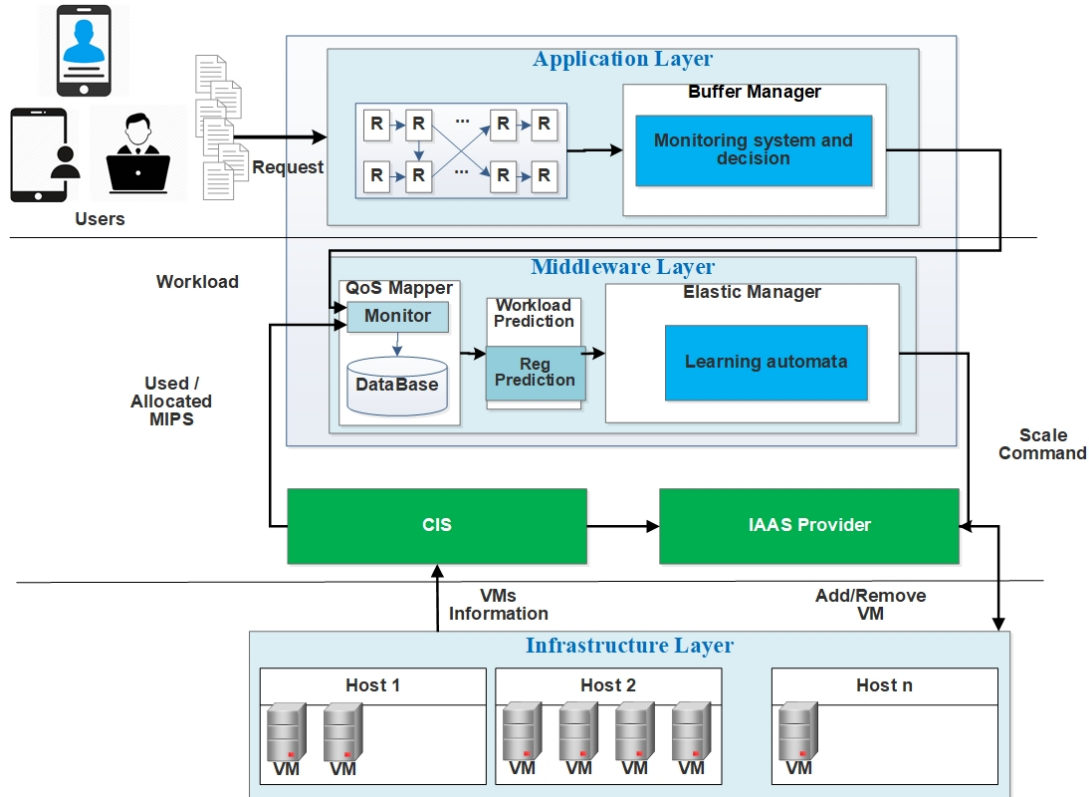 Application Layer
Buffer Manager
R R ... R R
Monitoring system and
decision
Request
R R ... R R
Users
Middleware Layer
Workload
QoS Mapper
Elastic Manager
Workload
Prediction
Monitor
Reg
Prediction
Learning automata
DataBase
Used /
Allocated
MIPS
Scale
Command
CIS
IAAS Provider
VMs
Information
Add/Remove
VM
Infrastructure Layer
Host 1
Host 2
Host n
VM VM
VM VM VM VM
VM